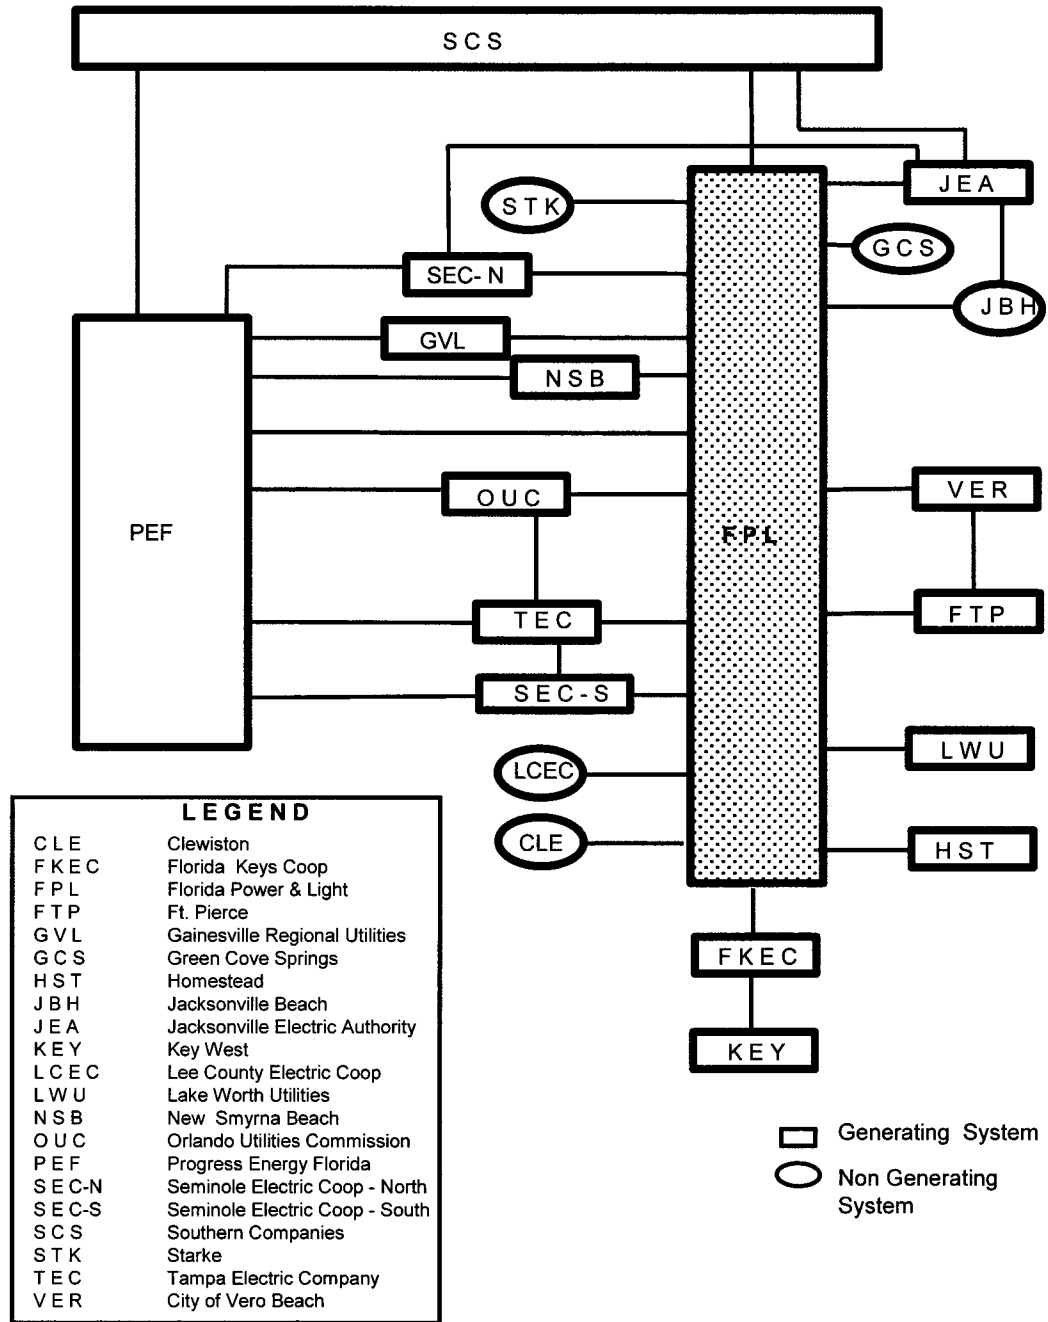 SCS
STK
JEA
GCS
SEC-N
JBH
GVL
NSB
OUC
VER
PEF
FPL
TEC
FTP
SEC-S
LCEC
LWU
CLE
HST
FKEC
KEY
LEGEND
CLE Clewiston
FKEC Florida Keys Coop
FPL Florida Power & Light
FTP Ft. Pierce
GVL Gainesville Regional Utilities
GCS Green Cove Springs
HST Homestead
JBH Jacksonville Beach
JEA Jacksonville Electric Authority
KEY Key West
LCEC Lee County Electric Coop
LWU Lake Worth Utilities
NSB New Smyrna Beach
OUC Orlando Utilities Commission
PEF Progress Energy Florida
SEC-N Seminole Electric Coop - North
SEC-S Seminole Electric Coop - South
SCS Southern Companies
STK Starke
TEC Tampa Electric Company
VER City of Vero Beach
Generating System
Non Generating
System